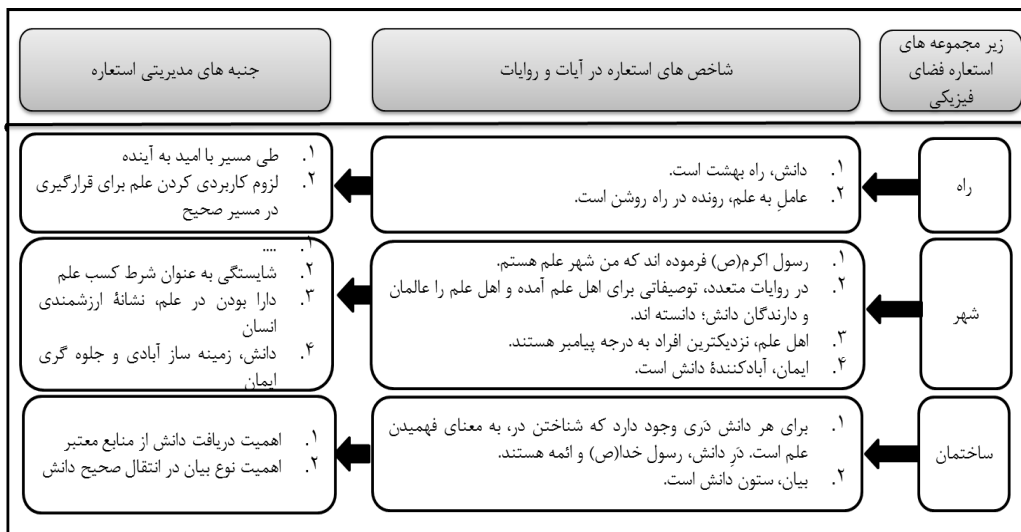 زیر مجموعه های
استعاره فضای
فیزیکی
شاخص های استعاره در آیات و روایات
جنبه های مدیریتی استعاره
راه
۱. دانش، راه بهشت است.
۲. عاملِ به علم، رونده در راه روشن است.
۱. طی مسیر با امید به آینده
۲. لزوم کاربردی کردن علم برای قرارگیری
در مسیر صحیح
شهر
۱. رسول اکرم(ص) فرموده اند که من شهر علم هستم.
۲. در روایات متعدد، توصیفاتی برای اهل علم آمده و اهل علم را عالمان
و دارندگان دانش؛ دانسته اند.
۳. اهل علم، نزدیکترین افراد به درجه پیامبر هستند.
۴. ایمان، آبادکنندهٔ دانش است.
۱. ....
۲. شایستگی به عنوان شرط کسب علم
۳. دارا بودن در علم، نشانهٔ ارزشمندی
انسان
۴. دانش، زمینه ساز آبادی و جلوه گری
ایمان
ساختمان
۱. برای هر دانش دَری وجود دارد که شناختن در، به معنای فهمیدن
علم است. دَرِ دانش، رسول خدا(ص) و ائمه هستند.
۲. بیان، ستون دانش است.
۱. اهمیت دریافت دانش از منابع معتبر
۲. اهمیت نوع بیان در انتقال صحیح دانش